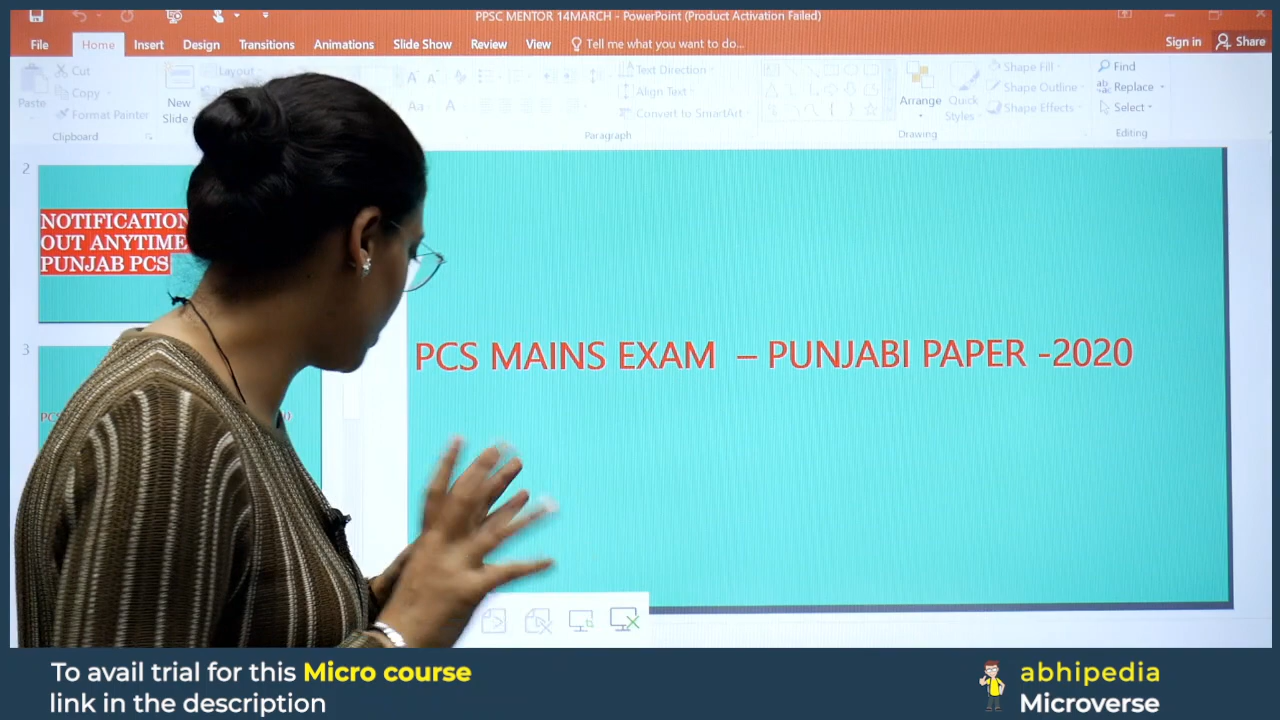 PPSC MENTOR 14MARCH - PowerPoint (Product Activation Failed)
File Home Insert Design Transitions Animations Slide Show Review View Tell me what you want to do... Sign in Share
Cut
Copy
Format Painter
Paste
Clipboard
Layout
New
Slide
Aa
A
Text Direction
Align Text
Convert to SmartArt
Paragraph
Arrange
Quick
Styles
Shape Fill
Shape Outline
Shape Effects
Drawing
Find
Replace
Select
Editing
2
NOTIFICATION
OUT ANYTIME
PUNJAB PCS
3
PCS MAINS EXAM – PUNJABI PAPER -2020
To avail trial for this Micro course
link in the description
abhipedia
Microverse